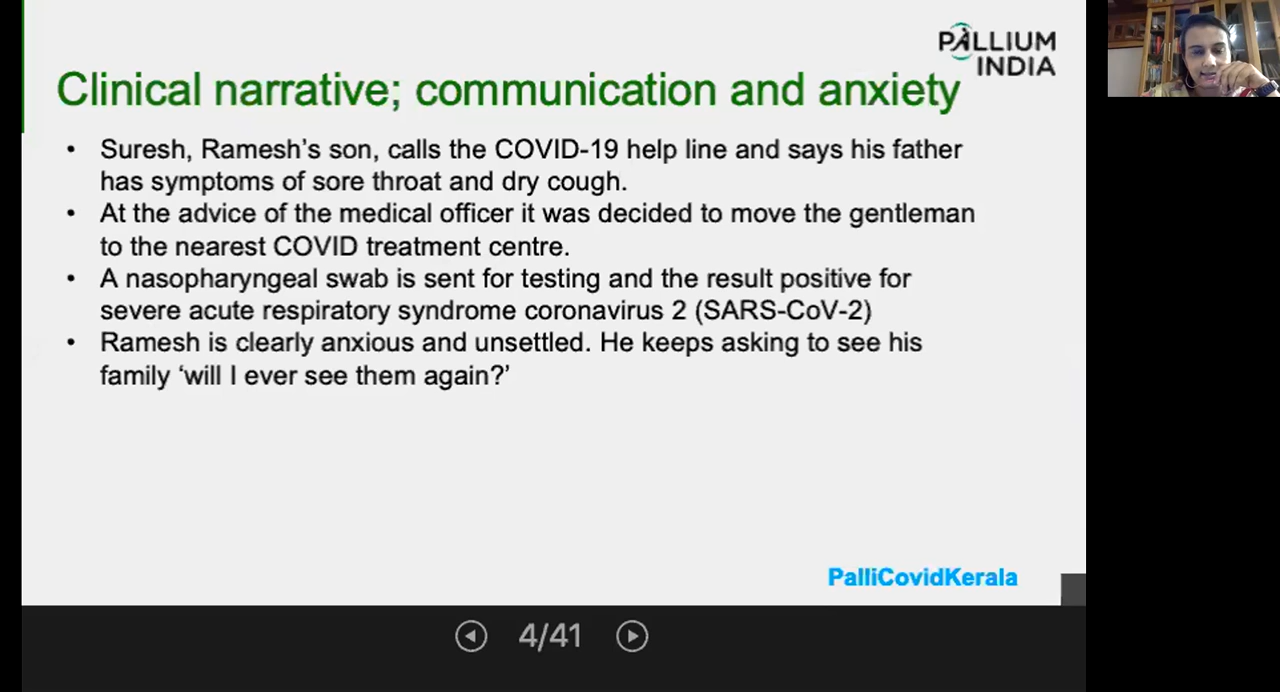 PALLIUM
INDIA
Clinical narrative; communication and anxiety
• Suresh, Ramesh's son, calls the COVID-19 help line and says his father
has symptoms of sore throat and dry cough.
• At the advice of the medical officer it was decided to move the gentleman
to the nearest COVID treatment centre.
• A nasopharyngeal swab is sent for testing and the result positive for
severe acute respiratory syndrome coronavirus 2 (SARS-CoV-2)
• Ramesh is clearly anxious and unsettled. He keeps asking to see his
family ‘will I ever see them again?’
PalliCovidKerala
4/41